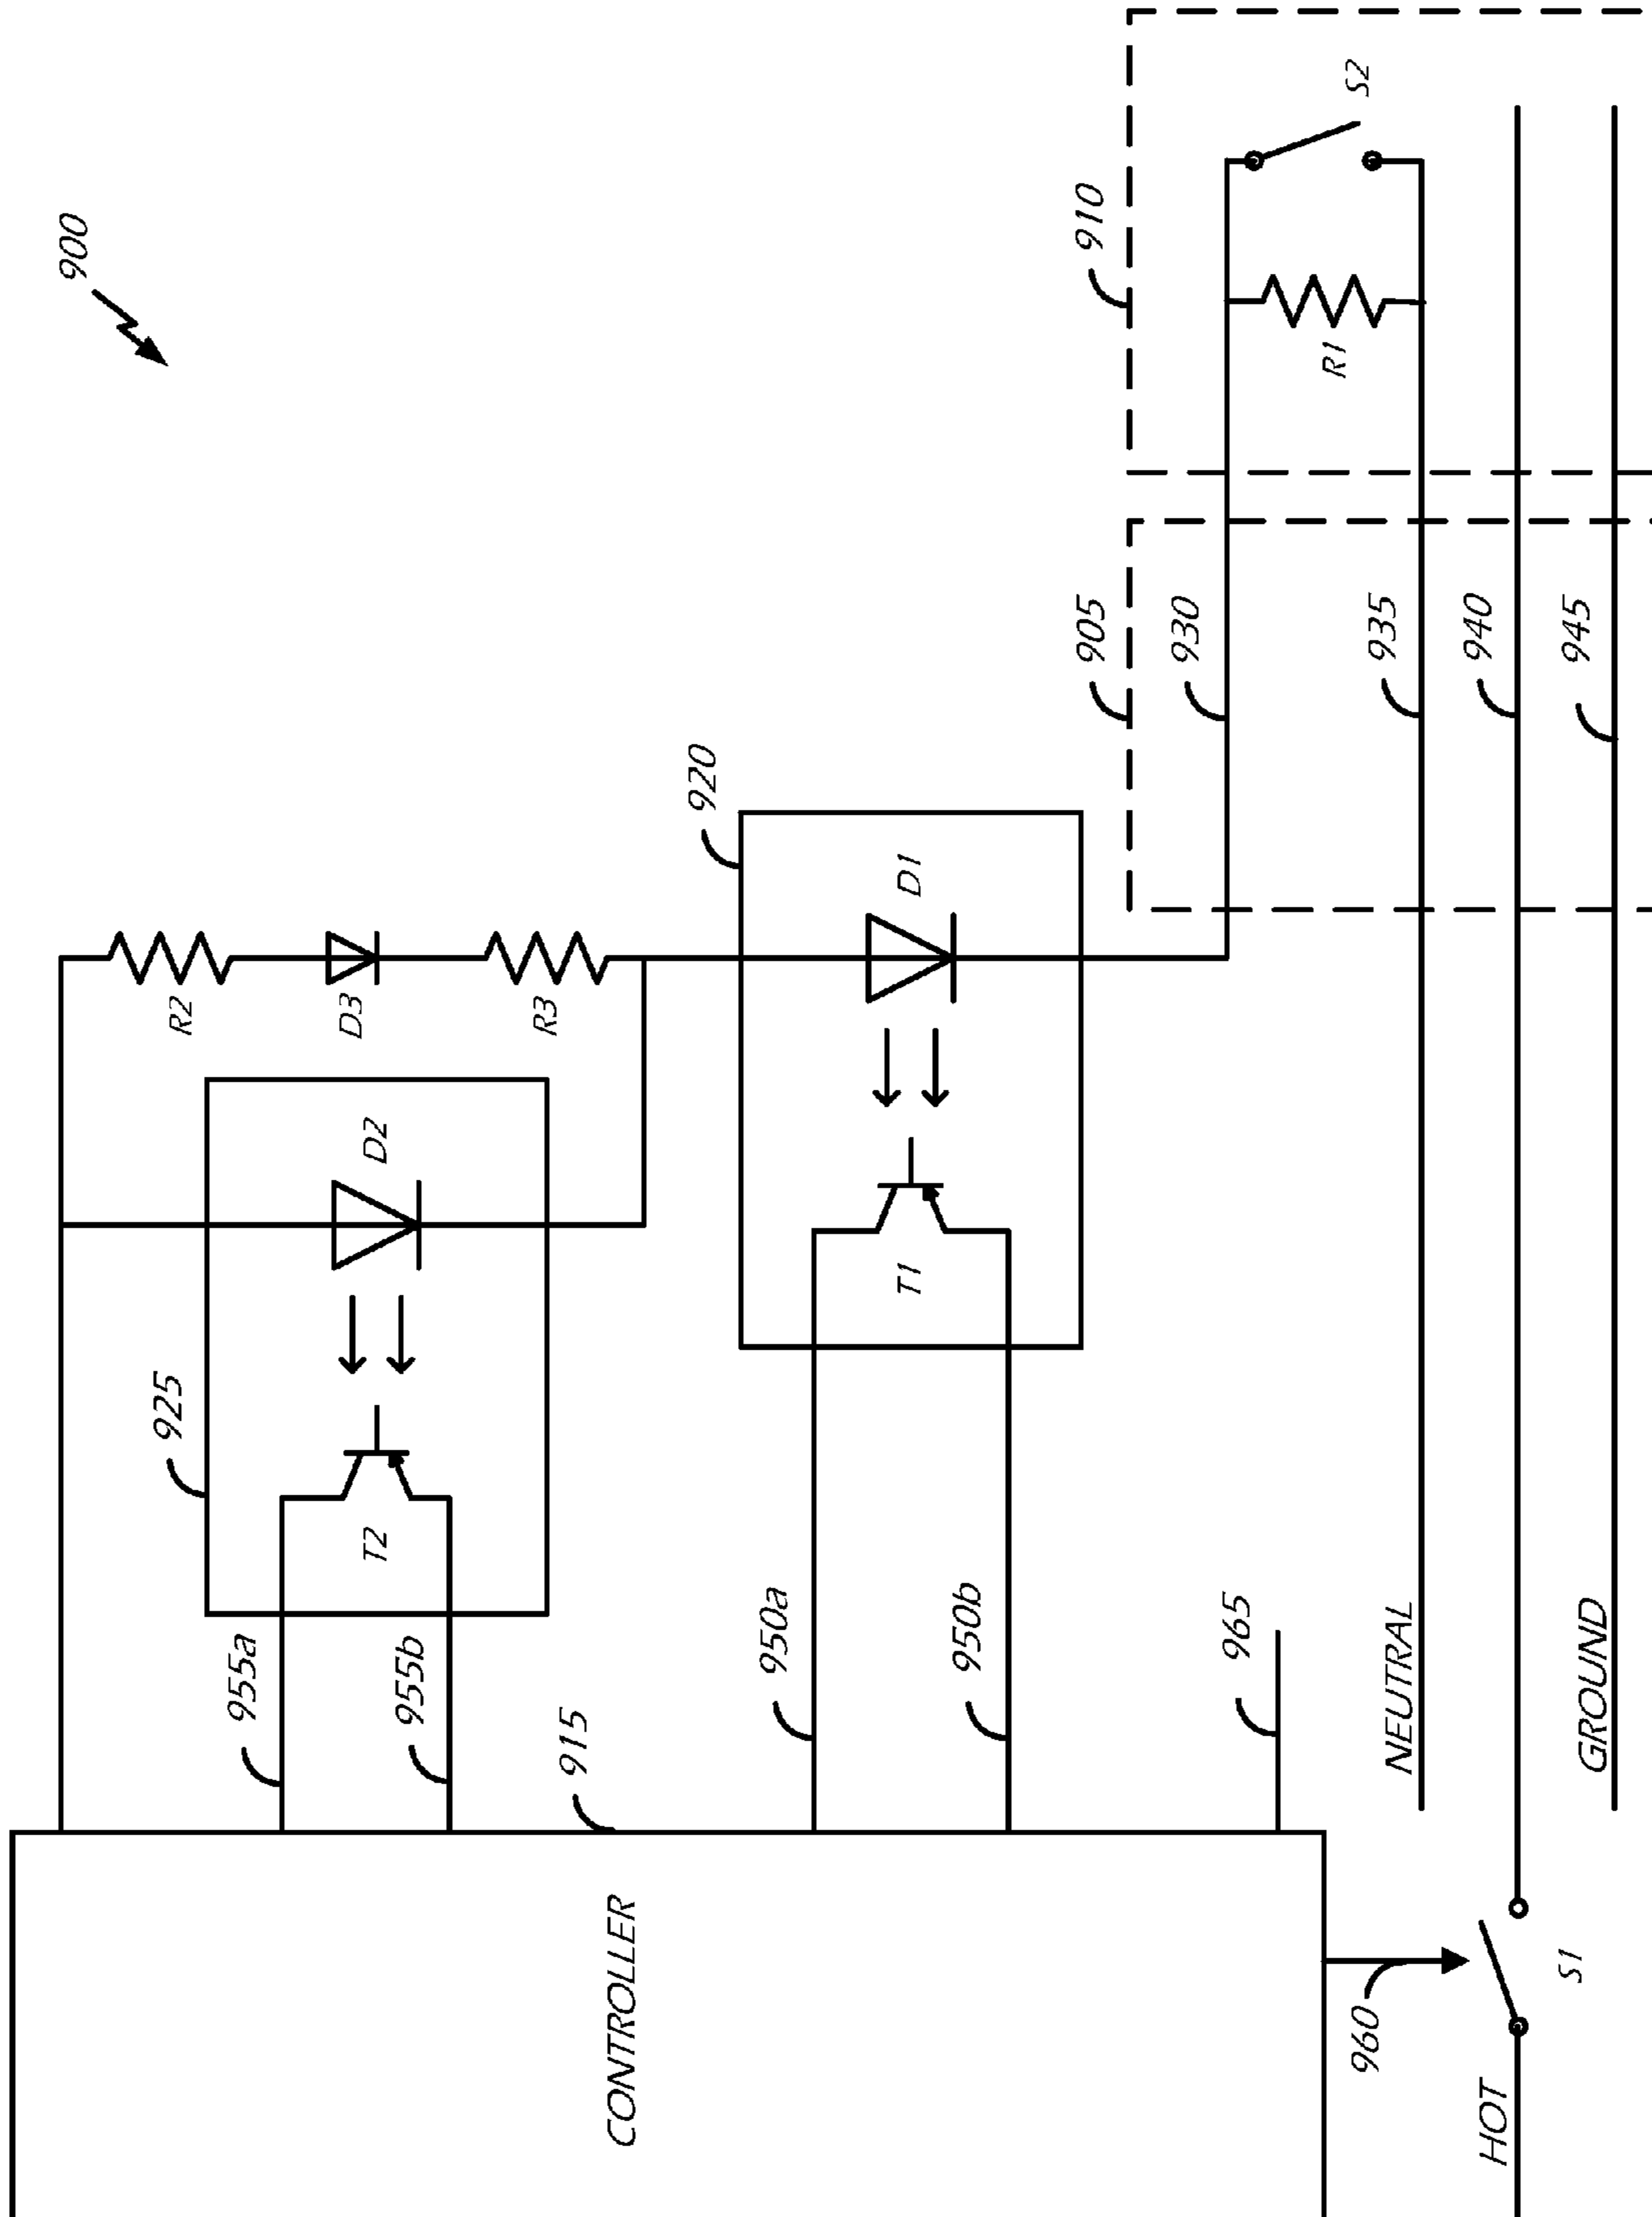 900
R2
D3
R3
925
D2
T2
920
D1
T1
955a
955b
915
950a
950b
965
CONTROLLER
960
905
910
930
935
940
945
S2
R1
NEUTRAL
GROUND
HOT
S1